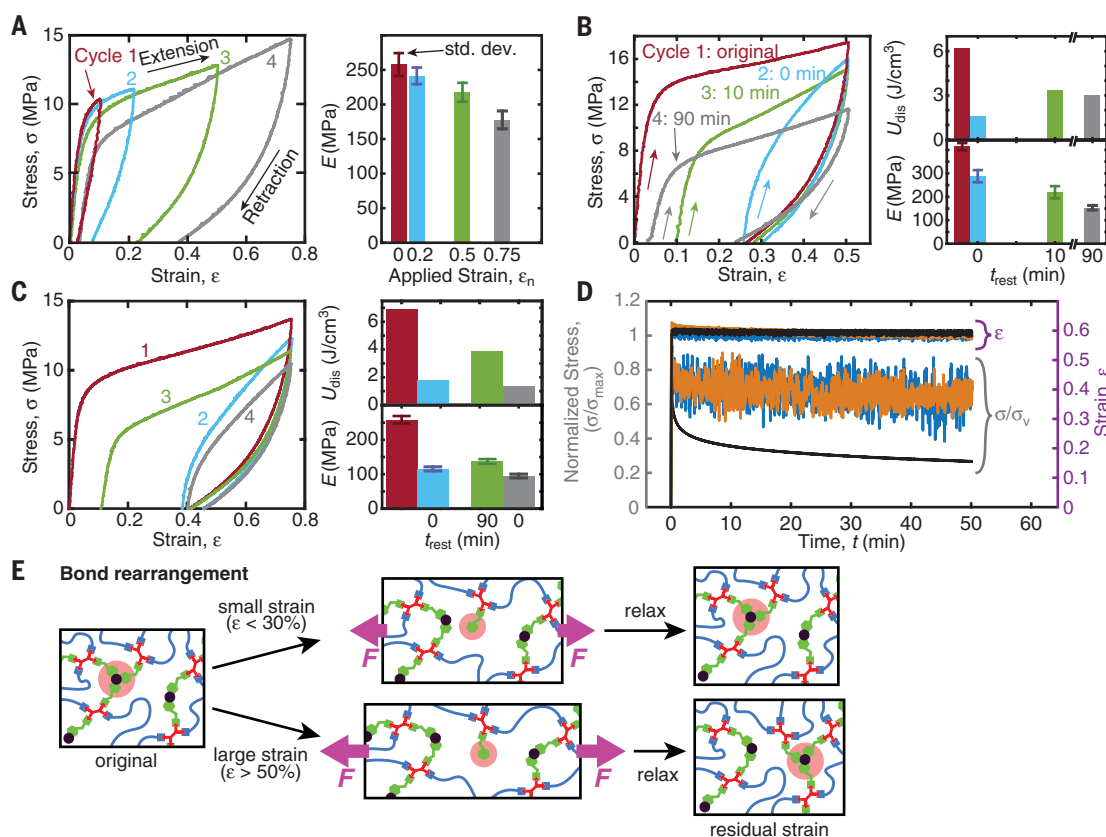 A
Stress, σ (MPa)
15
10
5
0
0
0.2
0.4
0.6
0.8
Strain, ε
Cycle 1
Extension
2
3
4
Retraction
E (MPa)
250
200
150
100
50
0
std. dev.
0
0.2
0.5
0.75
Applied Strain, εn
B
Stress, σ (MPa)
16
12
8
4
0
0
0.1
0.2
0.3
0.4
0.5
Strain, ε
Cycle 1: original
2: 0 min
3: 10 min
4: 90 min
Udis (J/cm3)
6
3
0
E (MPa)
300
200
100
0
0
10
90
trest (min)
C
Stress, σ (MPa)
15
10
5
0
0
0.2
0.4
0.6
0.8
Strain, ε
1
3
2
4
Udis (J/cm3)
6
4
2
0
E (MPa)
200
100
0
0
90
0
trest (min)
D
Normalized Stress,
(σ/σmax)
1.2
1
0.8
0.6
0.4
0.2
0
0
10
20
30
40
50
60
Time, t (min)
ε
σ/σv
0.6
0.5
0.4
0.3
0.2
0.1
0
Strain, ε
E
Bond rearrangement
original
small strain
(ε < 30%)
F
F
relax
large strain
(ε > 50%)
F
F
relax
residual strain